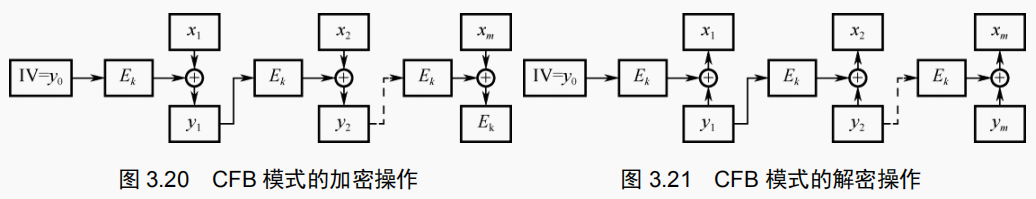 x₁ x₂ xₘ x₁ x₂ xₘ
IV=y₀ Eₖ Eₖ Eₖ IV=y₀ Eₖ Eₖ Eₖ
y₁ y₂ Eₖ y₁ y₂ yₘ
图 3.20 CFB 模式的加密操作 图 3.21 CFB 模式的解密操作